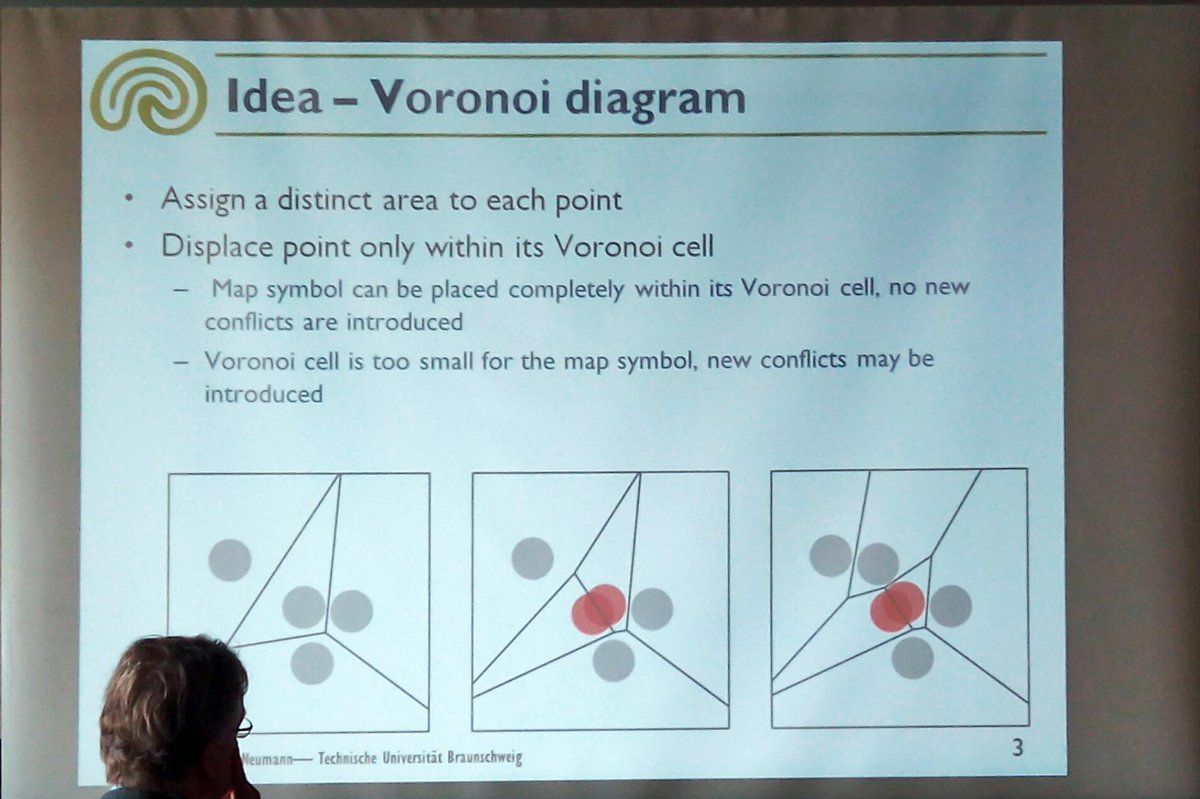 Idea – Voronoi diagram
• Assign a distinct area to each point
• Displace point only within its Voronoi cell
– Map symbol can be placed completely within its Voronoi cell, no new
conflicts are introduced
– Voronoi cell is too small for the map symbol, new conflicts may be
introduced
Neumann— Technische Universität Braunschweig
3